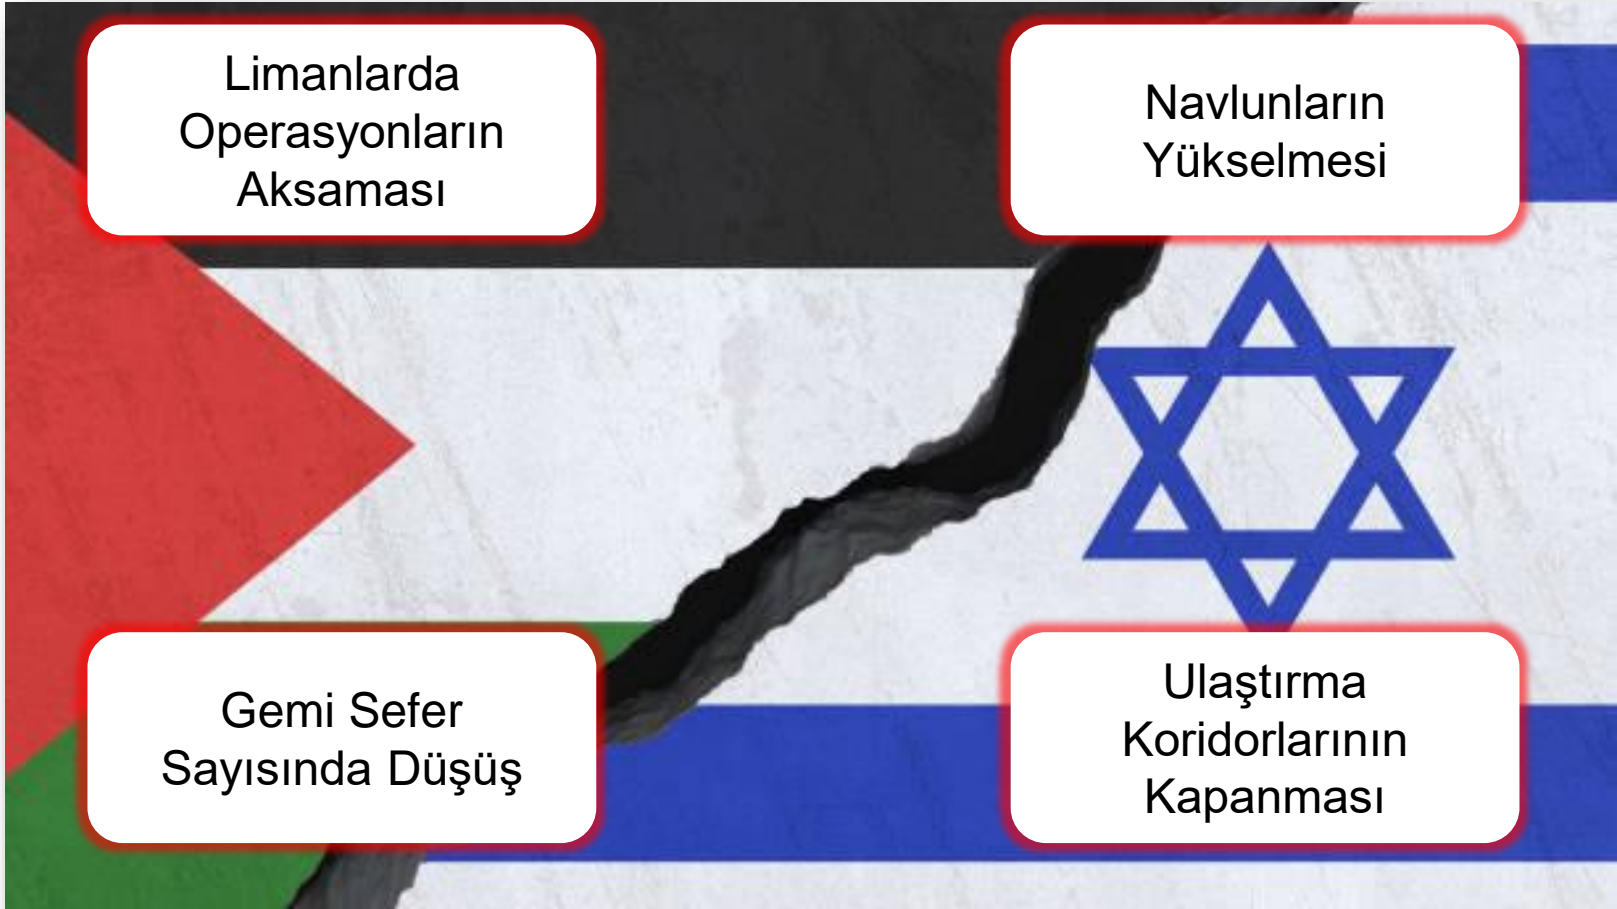 Limanlarda
Operasyonların
Aksaması
Navlunların
Yükselmesi
Gemi Sefer
Sayısında Düşüş
Ulaştırma
Koridorlarının
Kapanması